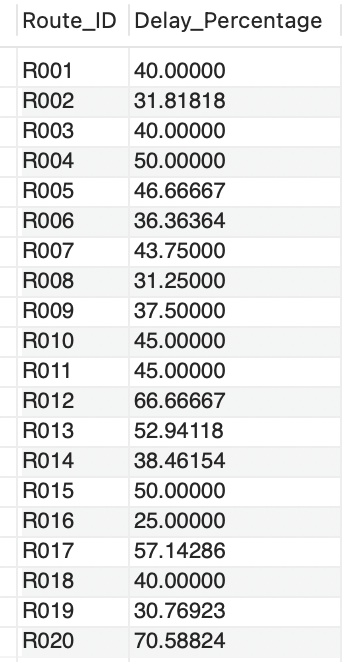 Route_ID Delay_Percentage
R001 40.00000
R002 31.81818
R003 40.00000
R004 50.00000
R005 46.66667
R006 36.36364
R007 43.75000
R008 31.25000
R009 37.50000
R010 45.00000
R011 45.00000
R012 66.66667
R013 52.94118
R014 38.46154
R015 50.00000
R016 25.00000
R017 57.14286
R018 40.00000
R019 30.76923
R020 70.58824